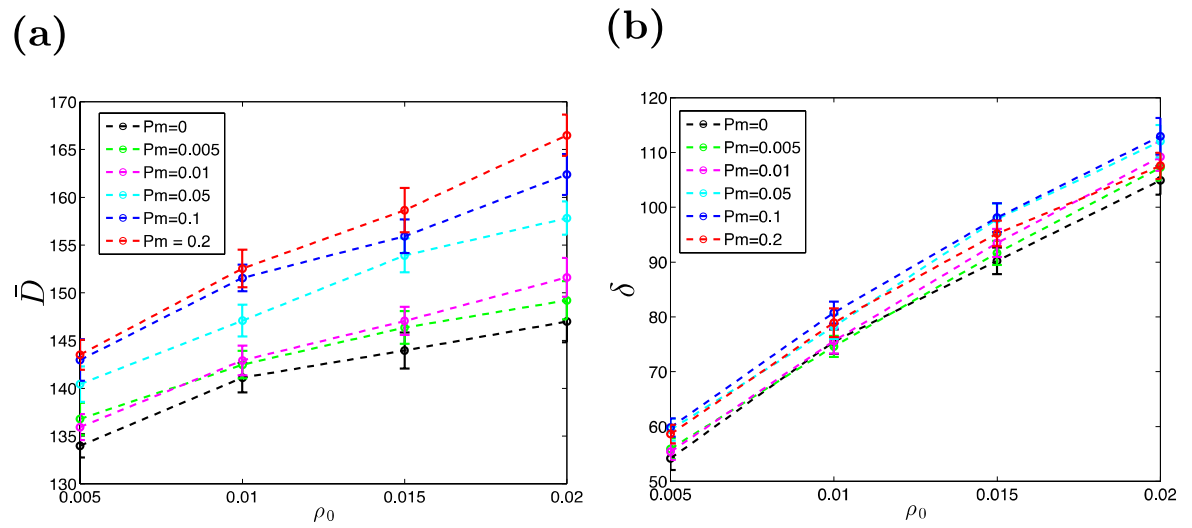 (a)
170
165
160
155
150
145
140
135
130
D̄
Pm=0
Pm=0.005
Pm=0.01
Pm=0.05
Pm=0.1
Pm = 0.2
0.005 0.01 0.015 0.02
ρ₀
(b)
120
110
100
90
80
70
60
50
δ
Pm=0
Pm=0.005
Pm=0.01
Pm=0.05
Pm=0.1
Pm=0.2
0.005 0.01 0.015 0.02
ρ₀